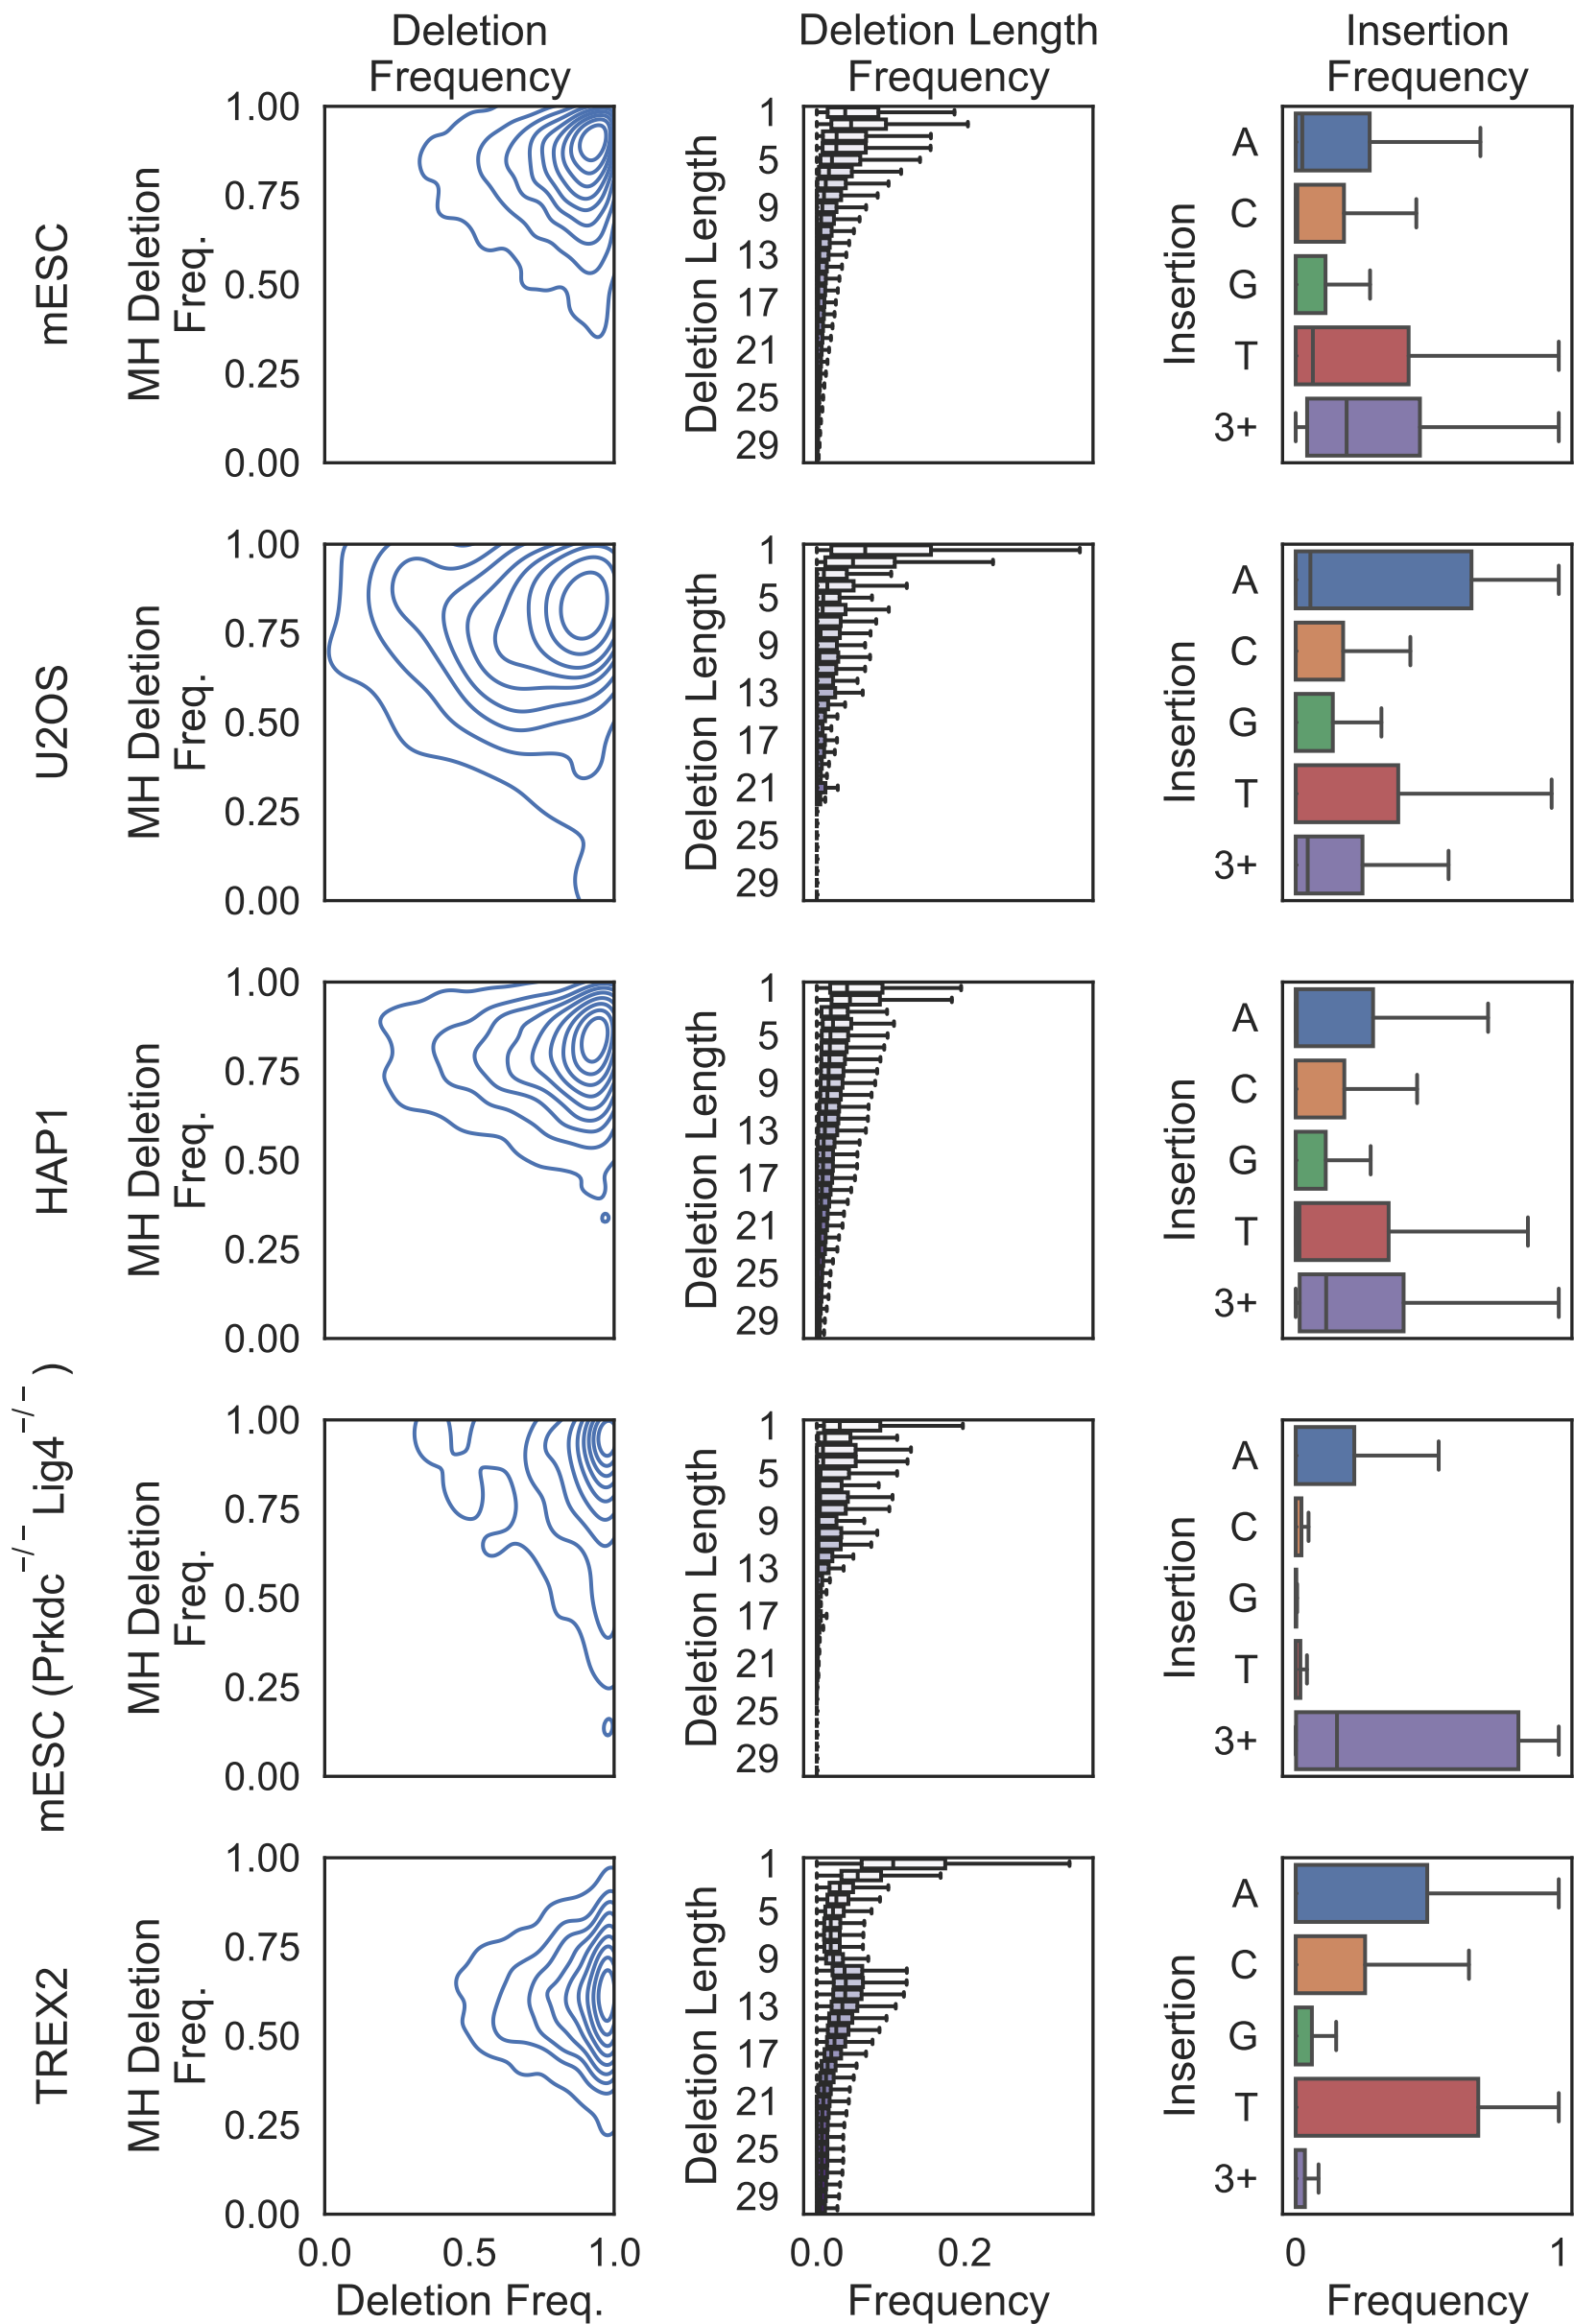 Deletion
Frequency
Deletion Length
Frequency
Insertion
Frequency
mESC
MH Deletion
Freq.
1.00
0.75
0.50
0.25
0.00
Deletion Length
1
5
9
13
17
21
25
29
Insertion
A
C
G
T
3+
U2OS
MH Deletion
Freq.
1.00
0.75
0.50
0.25
0.00
Deletion Length
1
5
9
13
17
21
25
29
Insertion
A
C
G
T
3+
HAP1
MH Deletion
Freq.
1.00
0.75
0.50
0.25
0.00
Deletion Length
1
5
9
13
17
21
25
29
Insertion
A
C
G
T
3+
mESC (Prkdc⁻/⁻ Lig4⁻/⁻)
MH Deletion
Freq.
1.00
0.75
0.50
0.25
0.00
Deletion Length
1
5
9
13
17
21
25
29
Insertion
A
C
G
T
3+
TREX2
MH Deletion
Freq.
1.00
0.75
0.50
0.25
0.00
Deletion Length
1
5
9
13
17
21
25
29
Insertion
A
C
G
T
3+
0.0 0.5 1.0
Deletion Freq.
0.0 0.2
Frequency
0 1
Frequency